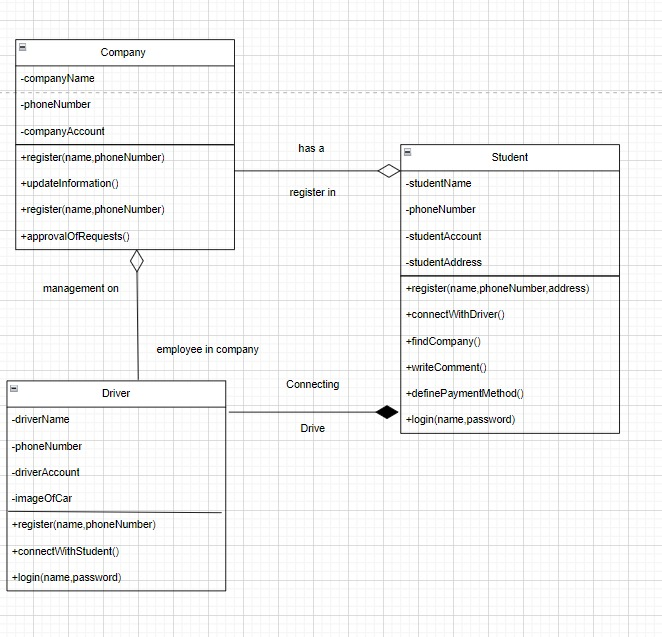 Company
-companyName
-phoneNumber
-companyAccount
+register(name,phoneNumber)
+updateInformation()
+register(name,phoneNumber)
+approvalOfRequests()
has a
register in
Student
-studentName
-phoneNumber
-studentAccount
-studentAddress
+register(name,phoneNumber,address)
+connectWithDriver()
+findCompany()
+writeComment()
+definePaymentMethod()
+login(name,password)
management on
employee in company
Connecting
Drive
Driver
-driverName
-phoneNumber
-driverAccount
-imageOfCar
+register(name,phoneNumber)
+connectWithStudent()
+login(name,password)